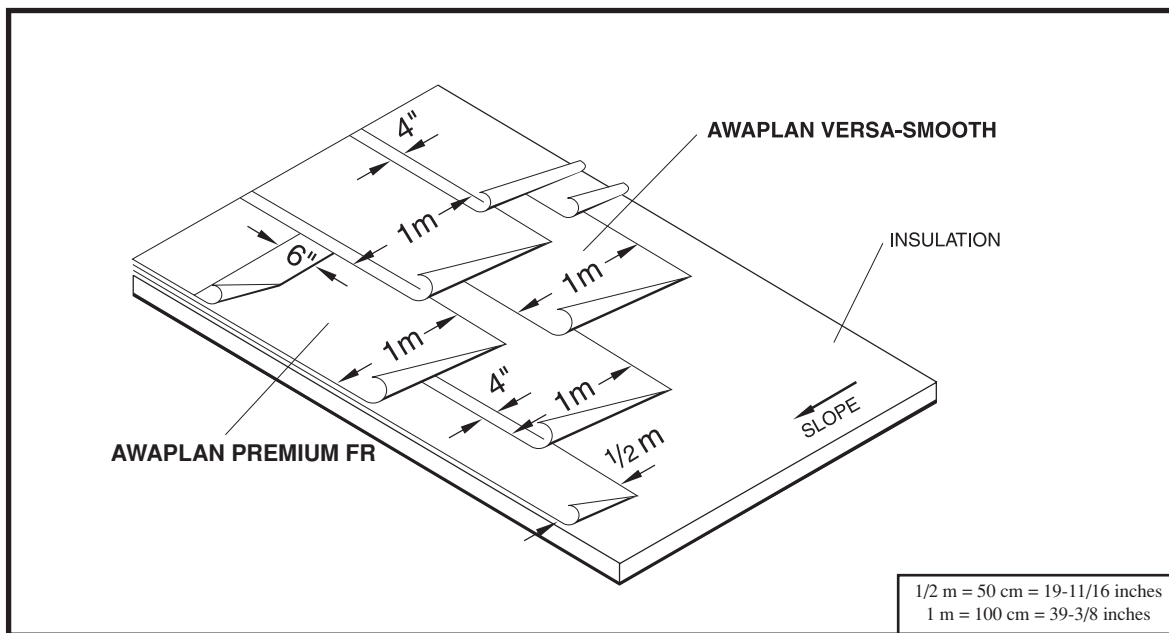 4"
AWAPLAN VERSA-SMOOTH
1m
INSULATION
6"
1m
1m
4"
1m
SLOPE
AWAPLAN PREMIUM FR
1/2 m
1/2 m = 50 cm = 19-11/16 inches
1 m = 100 cm = 39-3/8 inches